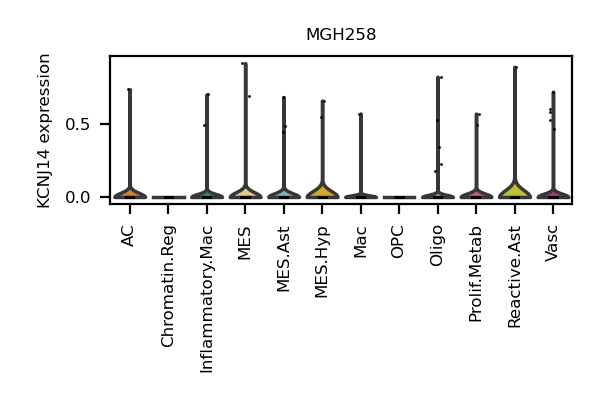 MGH258
KCNJ14 expression
0.5
0.0
AC
Chromatin.Reg
Inflammatory.Mac
MES
MES.Ast
MES.Hyp
Mac
OPC
Oligo
Prolif.Metab
Reactive.Ast
Vasc